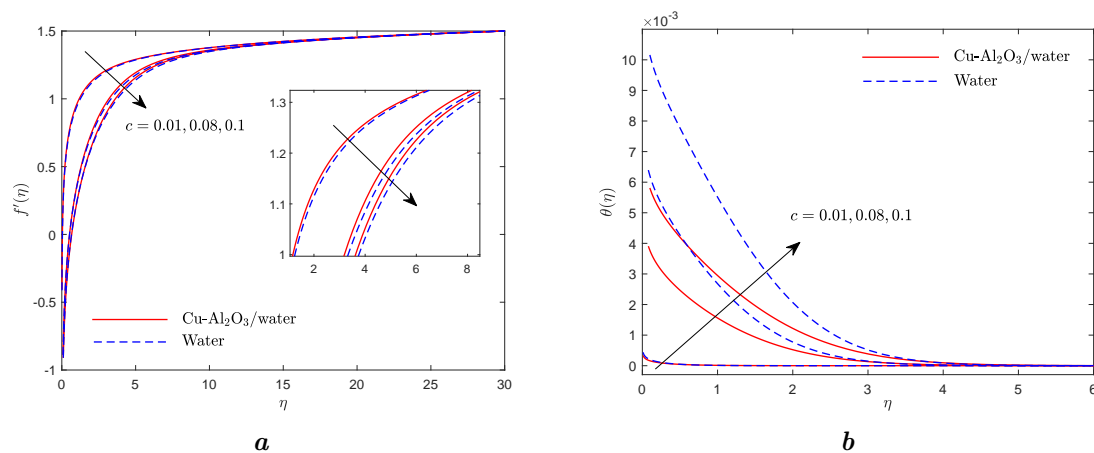 1.5
1
0.5
0
-0.5
-1
f′(η)
c = 0.01, 0.08, 0.1
1.3
1.2
1.1
1
2 4 6 8
Cu-Al₂O₃/water
Water
0 5 10 15 20 25 30
η
a
×10⁻³
10
9
8
7
6
5
4
3
2
1
0
θ(η)
Cu-Al₂O₃/water
Water
c = 0.01, 0.08, 0.1
0 1 2 3 4 5 6
η
b